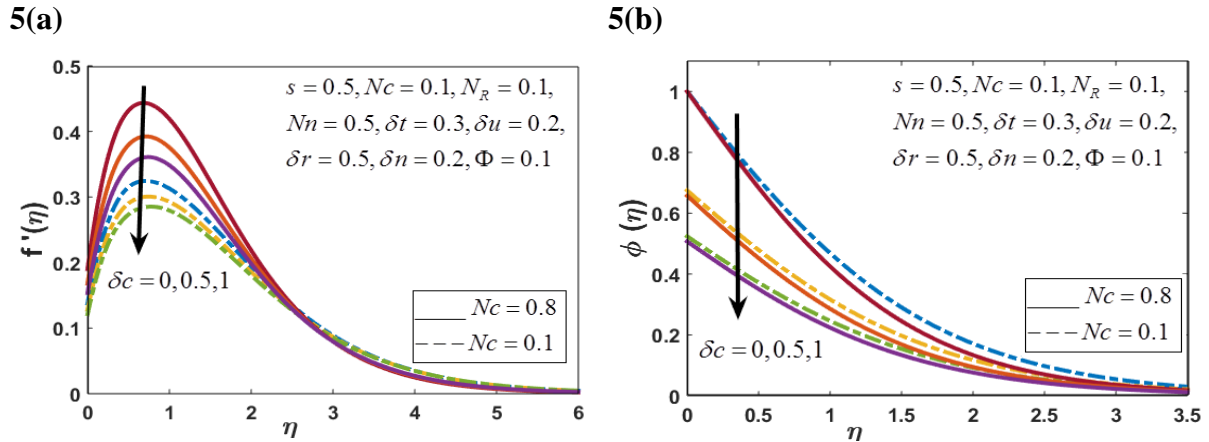 5(a)
0.5
0.4
0.3
0.2
0.1
0
f '(η)
s = 0.5, Nc = 0.1, N_R = 0.1,
Nn = 0.5, δt = 0.3, δu = 0.2,
δr = 0.5, δn = 0.2, Φ = 0.1
δc = 0,0.5,1
Nc = 0.8
Nc = 0.1
0 1 2 3 4 5 6
η
5(b)
1
0.8
0.6
0.4
0.2
0
ϕ (η)
s = 0.5, Nc = 0.1, N_R = 0.1,
Nn = 0.5, δt = 0.3, δu = 0.2,
δr = 0.5, δn = 0.2, Φ = 0.1
δc = 0,0.5,1
Nc = 0.8
Nc = 0.1
0 0.5 1 1.5 2 2.5 3 3.5
η